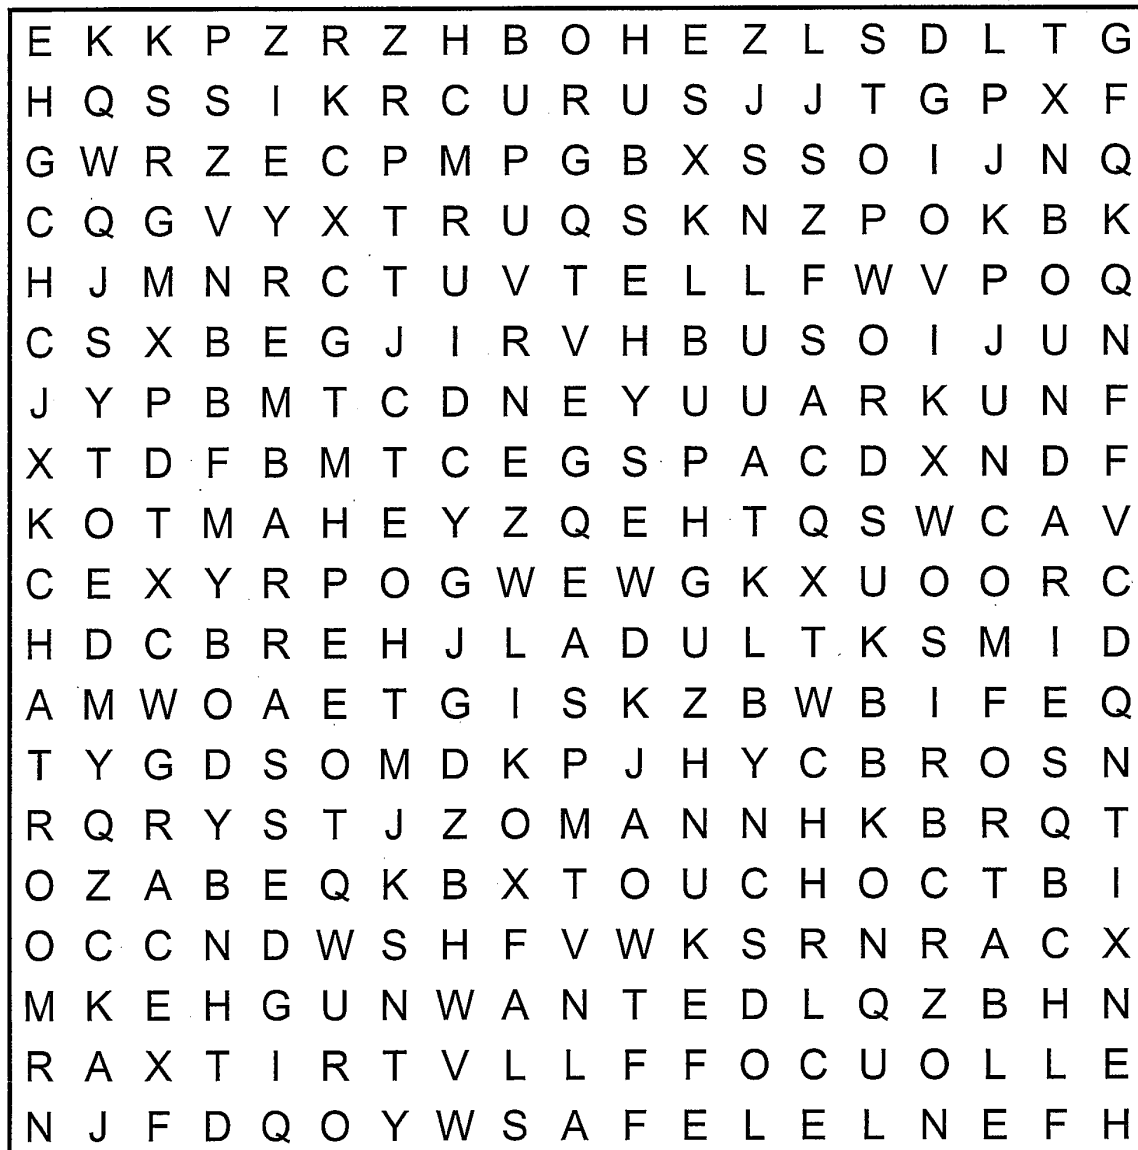 E K K P Z R Z H B O H E Z L S D L T G
H Q S S I K R C U R U S J J T G P X F
G W R Z E C P M P G B X S S O I J N Q
C Q G V Y X T R U Q S K N Z P O K B K
H J M N R C T U V T E L L F W V P O Q
C S X B E G J I R V H B U S O I J U N
J Y P B M T C D N E Y U U A R K U N F
X T D F B M T C E G S P A C D X N D F
K O T M A H E Y Z Q E H T Q S W C A V
C E X Y R P O G W E W G K X U O O R C
H D C B R E H J L A D U L T K S M I D
A M W O A E T G I S K Z B W B I F E Q
T Y G D S O M D K P J H Y C B R O S N
R Q R Y S T J Z O M A N N H K B R Q T
O Z A B E Q K B X T O U C H O C T B I
O C C N D W S H F V W K S R N R A C X
M K E H G U N W A N T E D L Q Z B H N
R A X T I R T V L L F F O C U O L L E
N J F D Q O Y W S A F E L E L N E F H